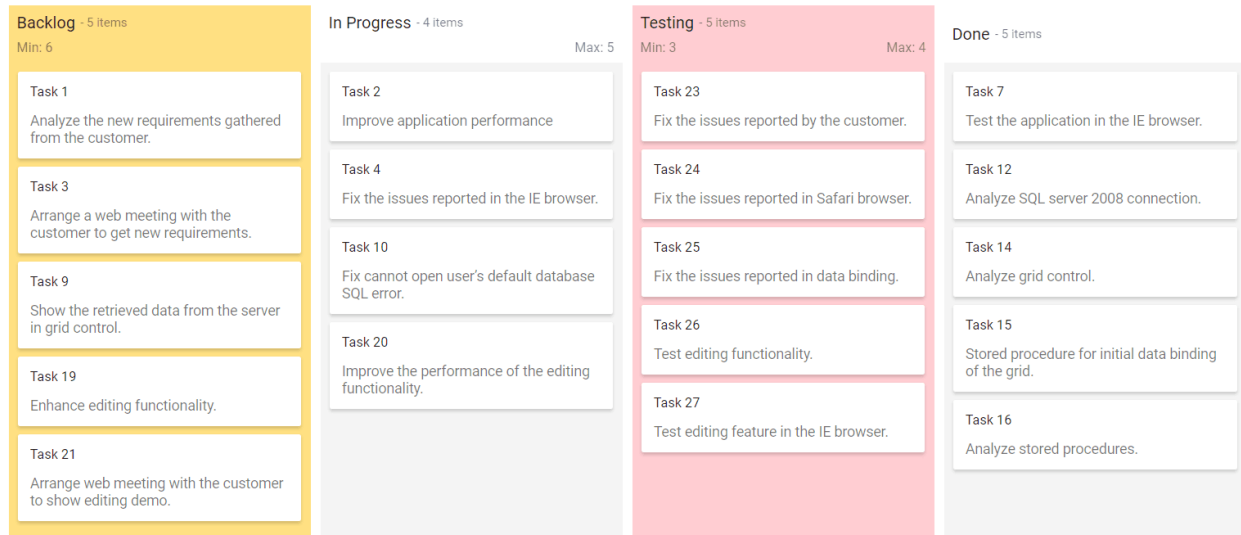 Backlog - 5 items
Min: 6
Task 1
Analyze the new requirements gathered
from the customer.
Task 3
Arrange a web meeting with the
customer to get new requirements.
Task 9
Show the retrieved data from the server
in grid control.
Task 19
Enhance editing functionality.
Task 21
Arrange web meeting with the customer
to show editing demo.
In Progress - 4 items
Max: 5
Task 2
Improve application performance
Task 4
Fix the issues reported in the IE browser.
Task 10
Fix cannot open user's default database
SQL error.
Task 20
Improve the performance of the editing
functionality.
Testing - 5 items
Min: 3 Max: 4
Task 23
Fix the issues reported by the customer.
Task 24
Fix the issues reported in Safari browser.
Task 25
Fix the issues reported in data binding.
Task 26
Test editing functionality.
Task 27
Test editing feature in the IE browser.
Done - 5 items
Task 7
Test the application in the IE browser.
Task 12
Analyze SQL server 2008 connection.
Task 14
Analyze grid control.
Task 15
Stored procedure for initial data binding
of the grid.
Task 16
Analyze stored procedures.